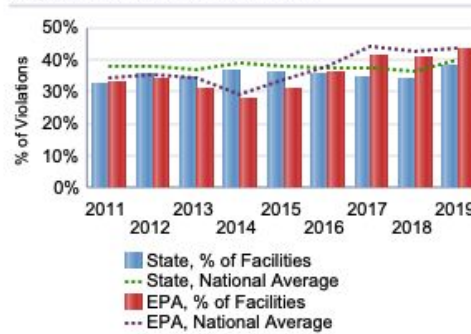 % of Violations
50%
40%
30%
20%
10%
0%
2011 2013 2015 2017 2019
2012 2014 2016 2018
State, % of Facilities
State, National Average
EPA, % of Facilities
EPA, National Average